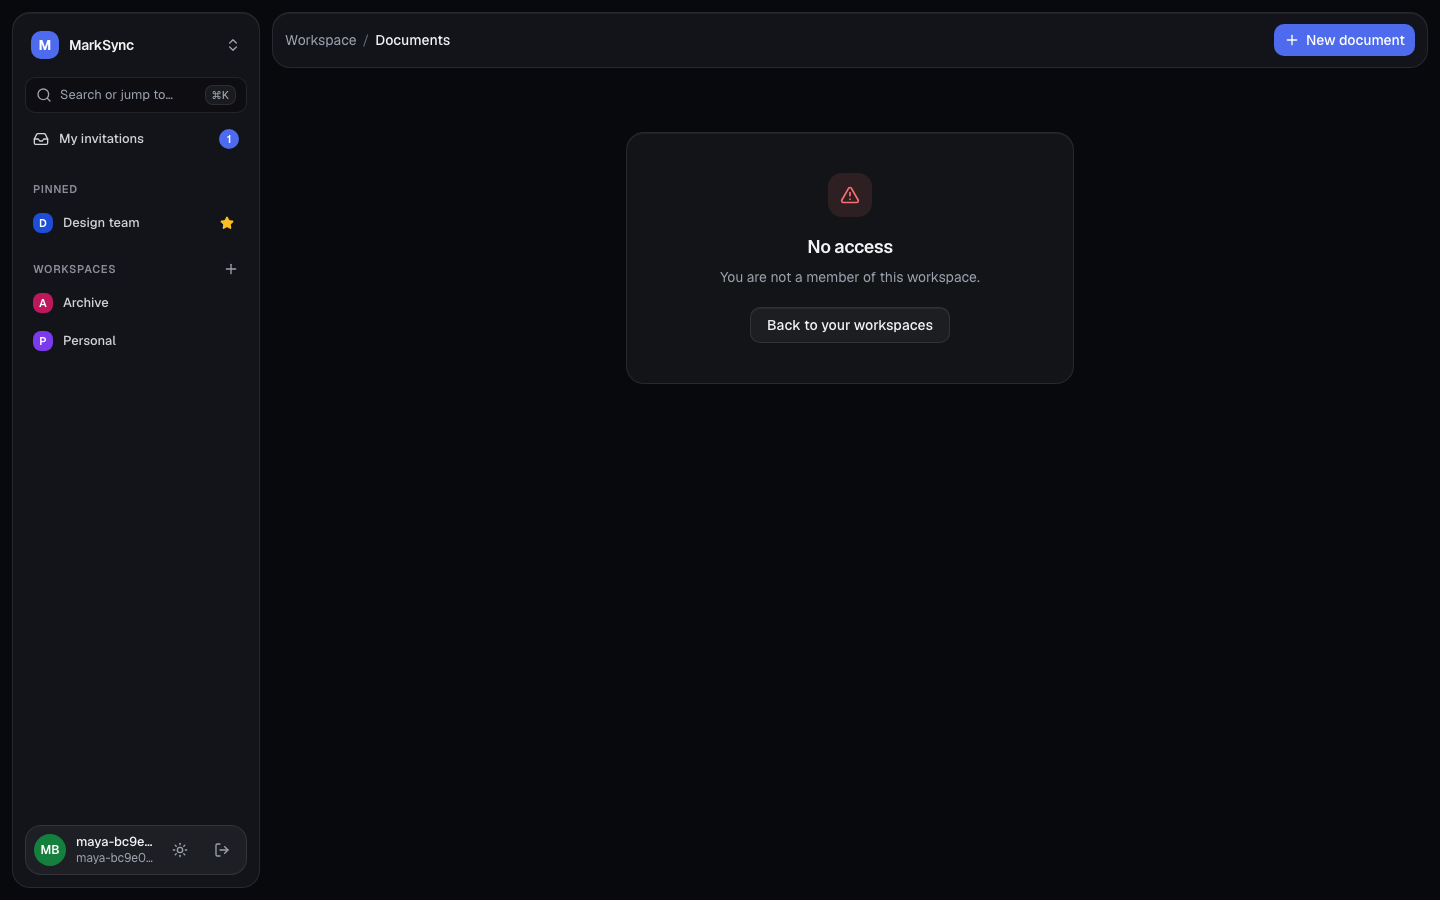 M MarkSync
Search or jump to... ⌘K
My invitations 1
PINNED
D Design team
WORKSPACES
A Archive
P Personal
MB maya-bc9e...
maya-bc9e0...
Workspace / Documents
New document
No access
You are not a member of this workspace.
Back to your workspaces